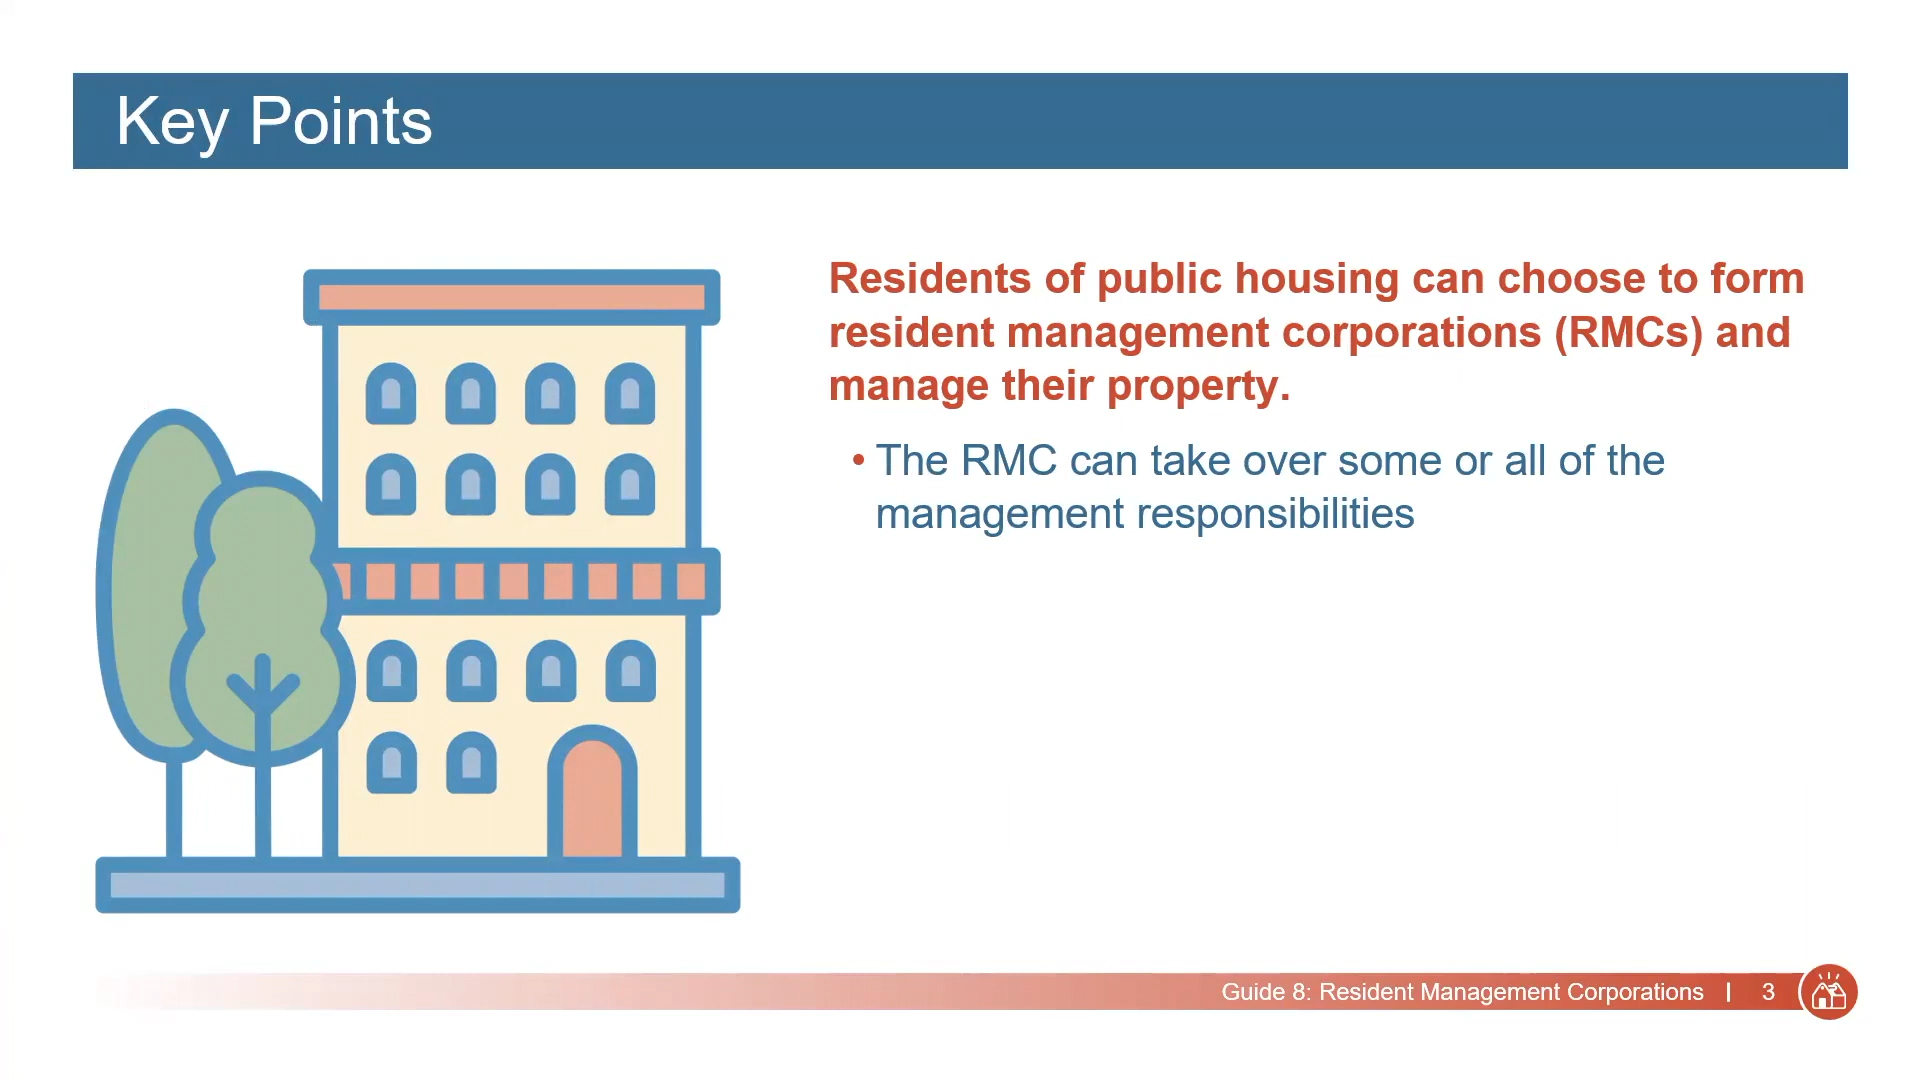 Key Points
Residents of public housing can choose to form
resident management corporations (RMCs) and
manage their property.
• The RMC can take over some or all of the
management responsibilities
Guide 8: Resident Management Corporations | 3